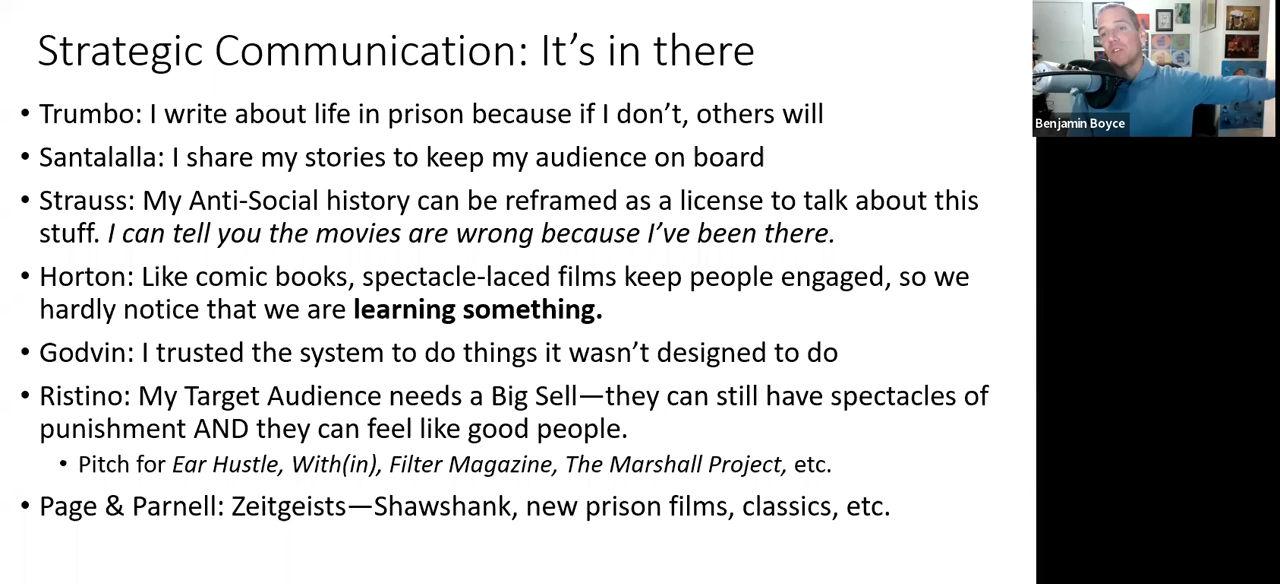 Strategic Communication: It’s in there
• Trumbo: I write about life in prison because if I don’t, others will
• Santalalla: I share my stories to keep my audience on board
• Strauss: My Anti-Social history can be reframed as a license to talk about this
stuff. I can tell you the movies are wrong because I’ve been there.
• Horton: Like comic books, spectacle-laced films keep people engaged, so we
hardly notice that we are learning something.
• Godvin: I trusted the system to do things it wasn’t designed to do
• Ristino: My Target Audience needs a Big Sell—they can still have spectacles of
punishment AND they can feel like good people.
• Pitch for Ear Hustle, With(in), Filter Magazine, The Marshall Project, etc.
• Page & Parnell: Zeitgeists—Shawshank, new prison films, classics, etc.
Benjamin Boyce